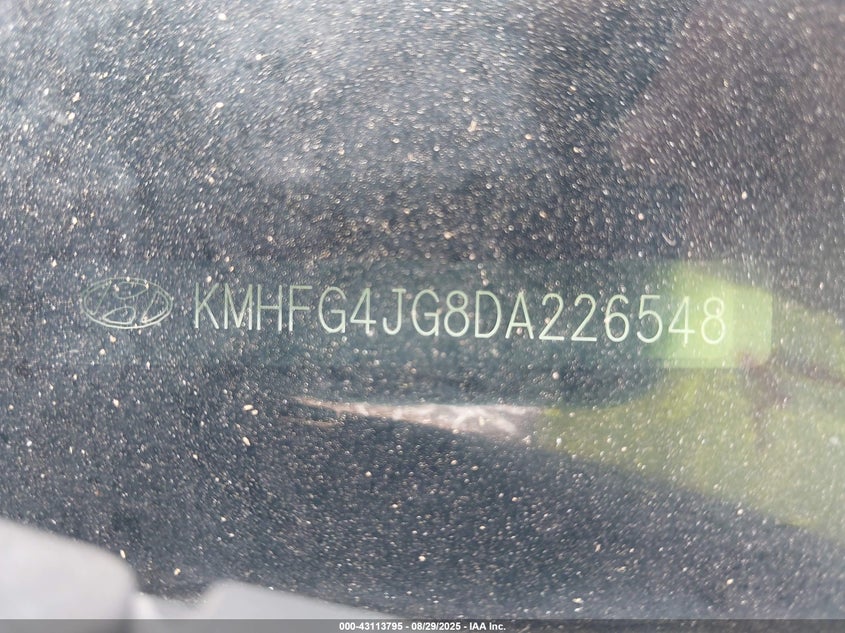 KMHFG4JG8DA226548
000-43113795 - 08/29/2025 - IAA Inc.